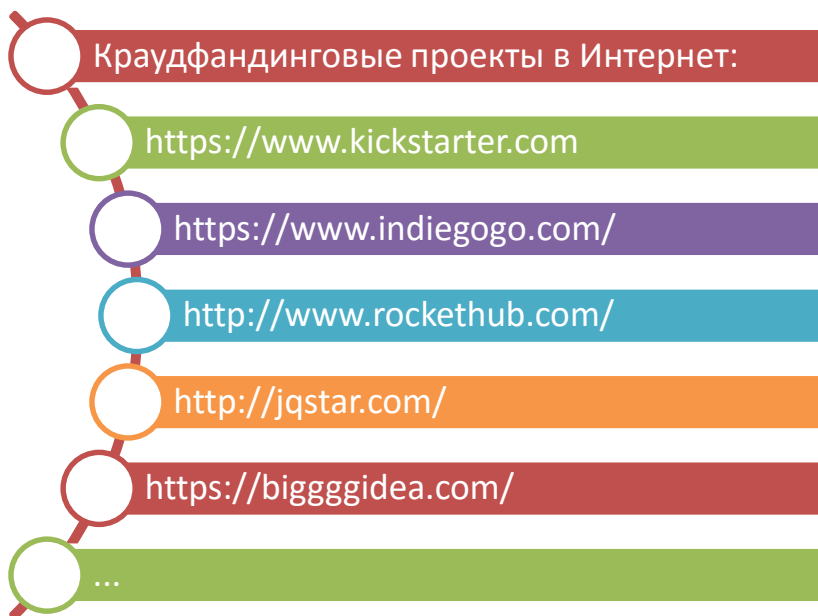 Краудфандинговые проекты в Интернет:
https://www.kickstarter.com
https://www.indiegogo.com/
http://www.rockethub.com/
http://jqstar.com/
https://biggggidea.com/
...